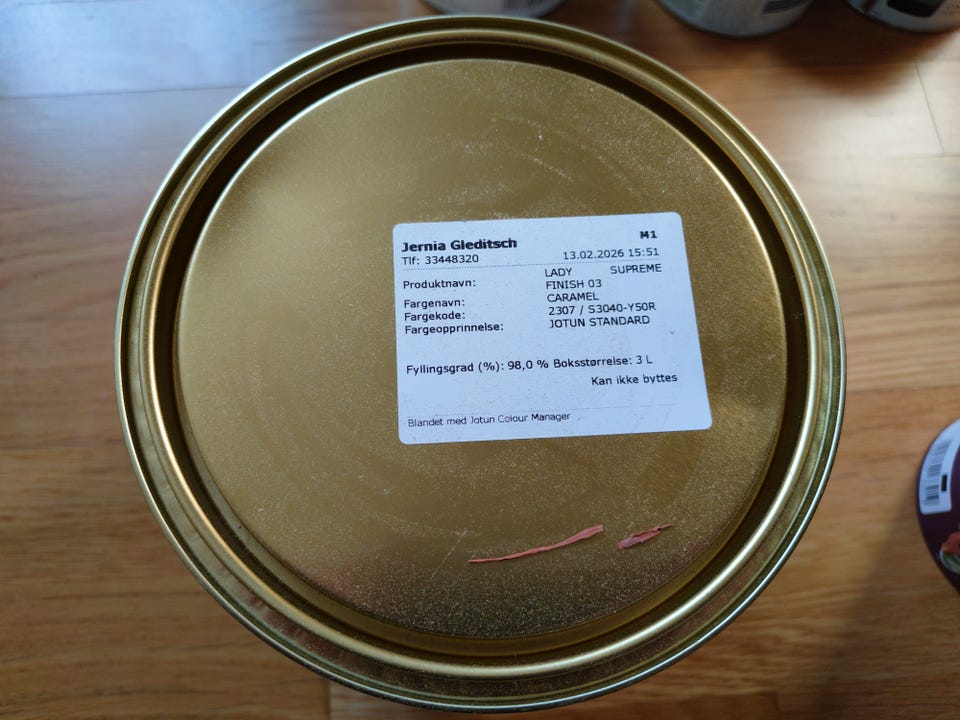 Jernia Gleditsch M1
Tlf: 33448320 13.02.2026 15:51
Produktnavn: LADY SUPREME
FINISH 03
Fargenavn: CARAMEL
Fargekode: 2307 / S3040-Y50R
Fargeopprinnelse: JOTUN STANDARD
Fyllingsgrad (%): 98,0 % Boksstørrelse: 3 L
Kan ikke byttes
Blandet med Jotun Colour Manager